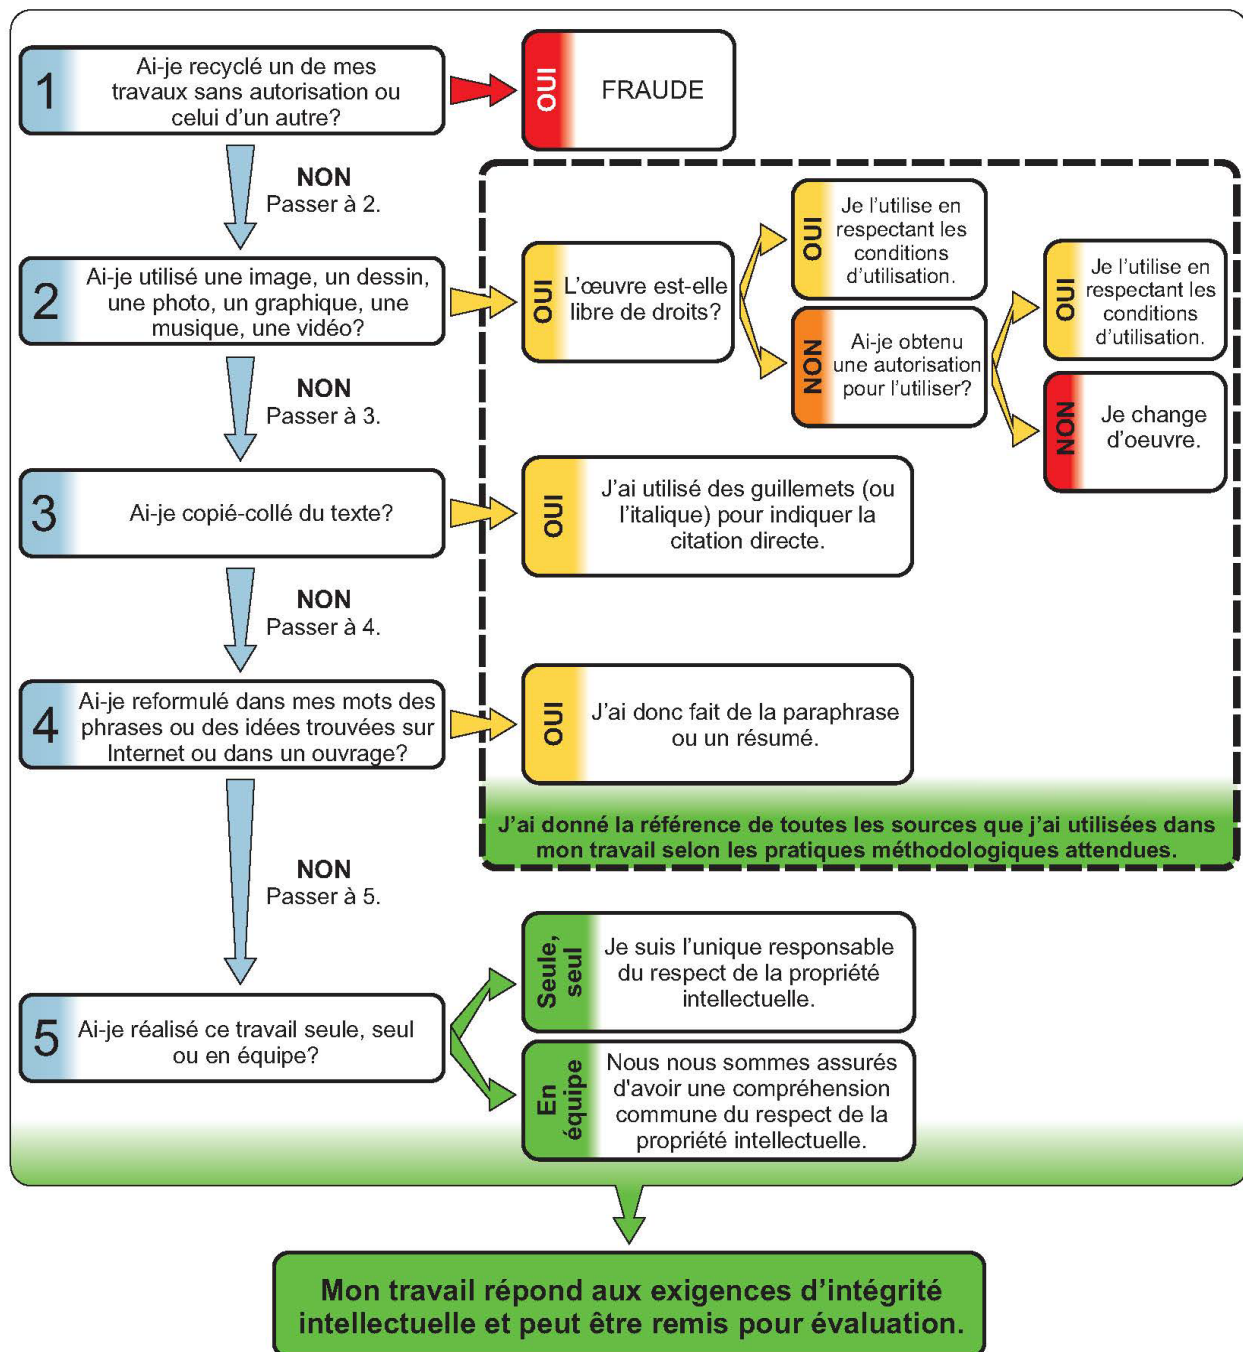 1
Ai-je recyclé un de mes
travaux sans autorisation ou
celui d'un autre?
OUI
FRAUDE
NON
Passer à 2.
2
Ai-je utilisé une image, un dessin,
une photo, un graphique, une
musique, une vidéo?
OUI
L'œuvre est-elle
libre de droits?
OUI
Je l'utilise en
respectant les
conditions
d'utilisation.
NON
Ai-je obtenu
une autorisation
pour l'utiliser?
OUI
Je l'utilise en
respectant les
conditions
d'utilisation.
NON
Je change
d'oeuvre.
NON
Passer à 3.
3
Ai-je copié-collé du texte?
OUI
J'ai utilisé des guillemets (ou
l'italique) pour indiquer la
citation directe.
NON
Passer à 4.
4
Ai-je reformulé dans mes mots des
phrases ou des idées trouvées sur
Internet ou dans un ouvrage?
OUI
J'ai donc fait de la paraphrase
ou un résumé.
J'ai donné la référence de toutes les sources que j'ai utilisées dans
mon travail selon les pratiques méthodologiques attendues.
NON
Passer à 5.
5
Ai-je réalisé ce travail seule, seul
ou en équipe?
Seule,
seul
Je suis l'unique responsable
du respect de la propriété
intellectuelle.
En
équipe
Nous nous sommes assurés
d'avoir une compréhension
commune du respect de la
propriété intellectuelle.
Mon travail répond aux exigences d'intégrité
intellectuelle et peut être remis pour évaluation.